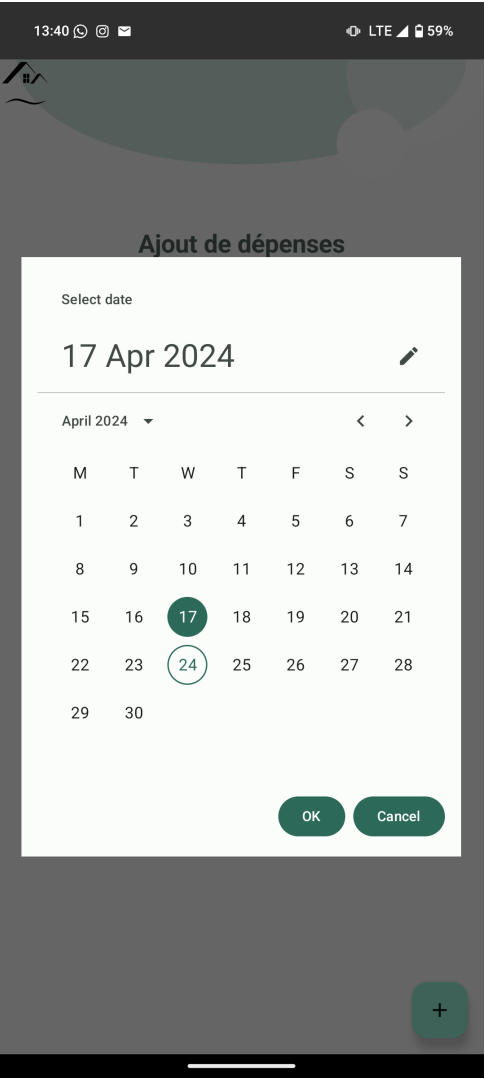 13:40 LTE 59%
Ajout de dépenses
Select date
17 Apr 2024
April 2024
M T W T F S S
1 2 3 4 5 6 7
8 9 10 11 12 13 14
15 16 17 18 19 20 21
22 23 24 25 26 27 28
29 30
OK Cancel
+